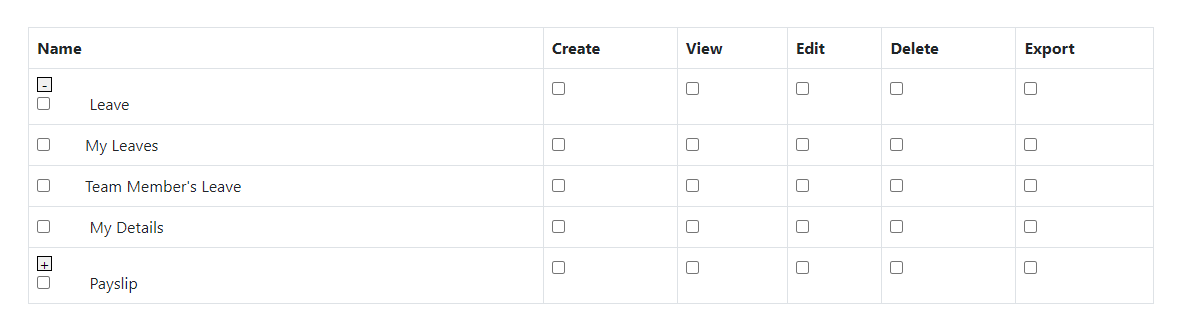 Name Create View Edit Delete Export
-
Leave
My Leaves
Team Member's Leave
My Details
+
Payslip